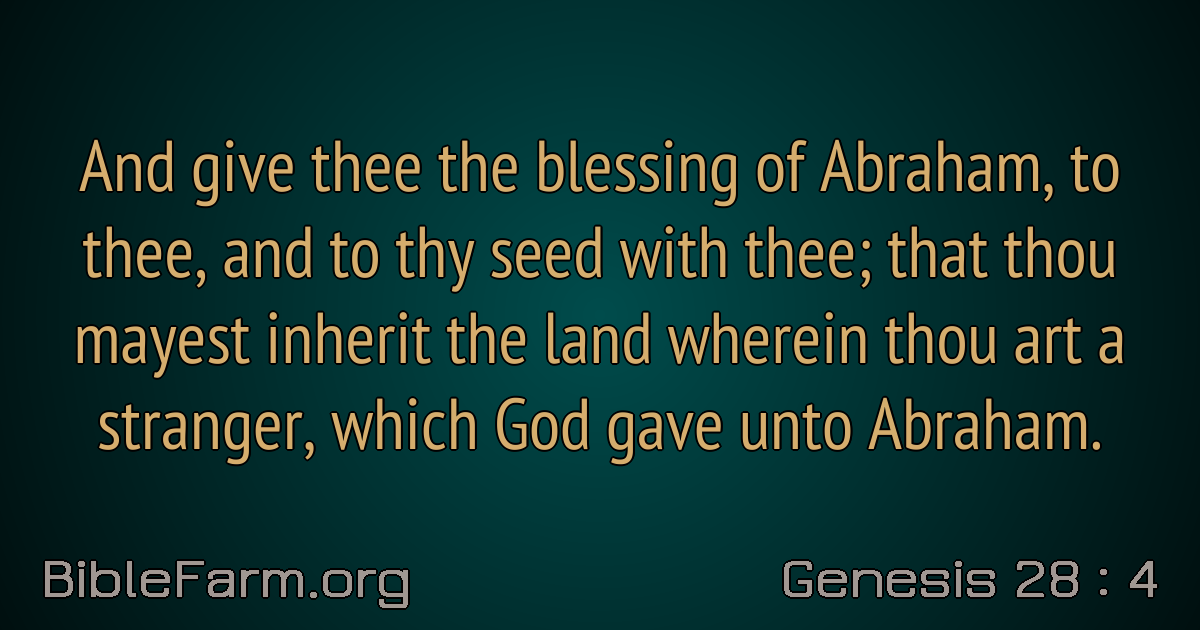 And give thee the blessing of Abraham, to
thee, and to thy seed with thee; that thou
mayest inherit the land wherein thou art a
stranger, which God gave unto Abraham.
BibleFarm.org
Genesis 28 : 4